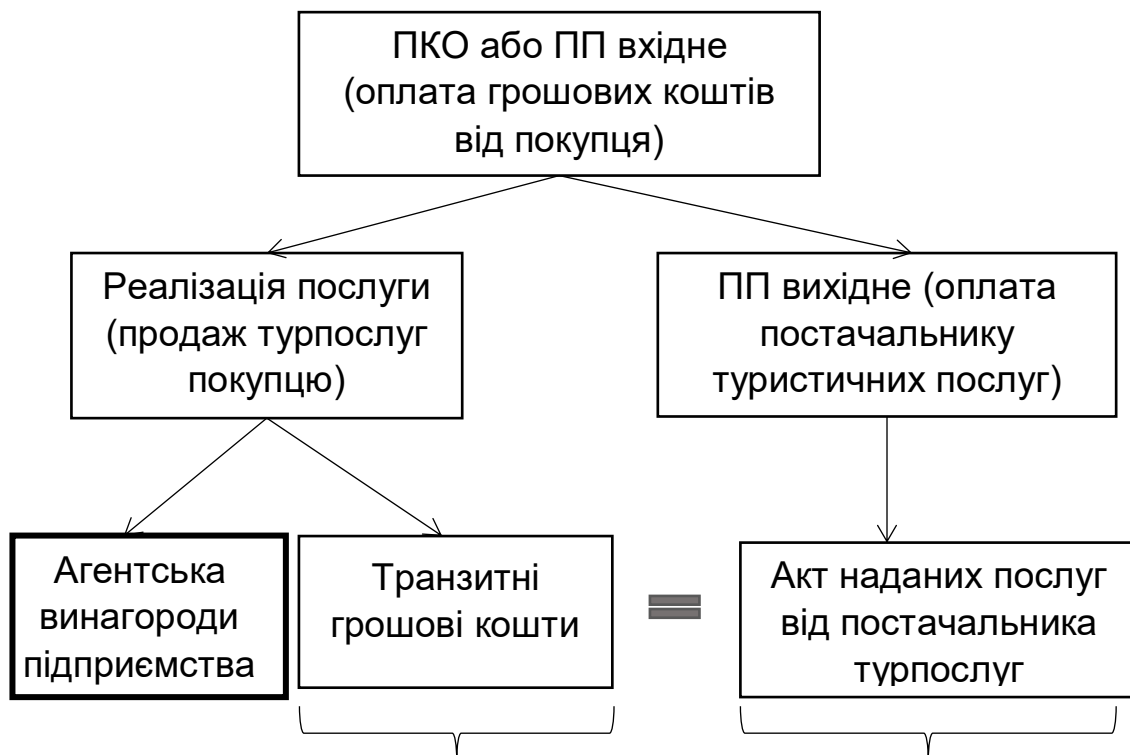 ПКО або ПП вхідне
(оплата грошових коштів
від покупця)
Реалізація послуги
(продаж турпослуг
покупцю)
ПП вихідне (оплата
постачальнику
туристичних послуг)
Агентська
винагороди
підприємства
Транзитні
грошові кошти
=
Акт наданих послуг
від постачальника
турпослуг